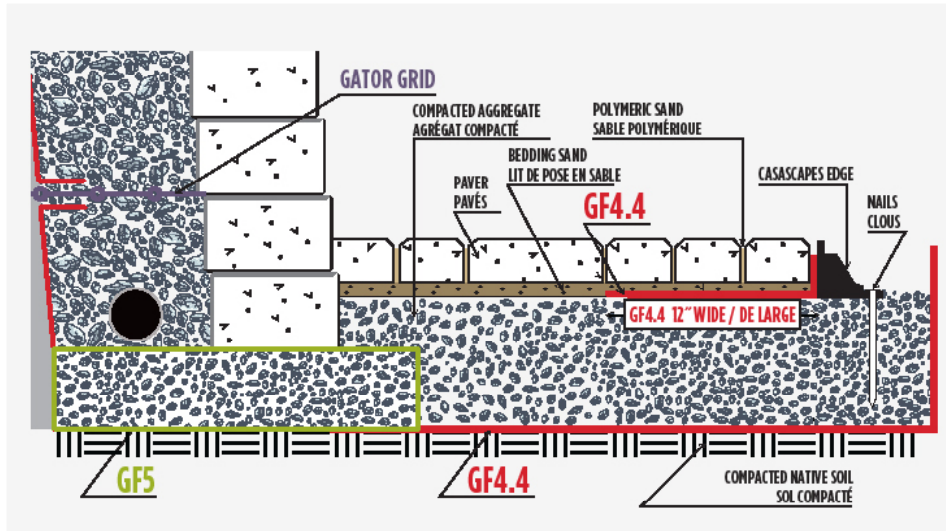 GATOR GRID
COMPACTED AGGREGATE
AGRÉGAT COMPACTÉ
POLYMERIC SAND
SABLE POLYMÉRIQUE
BEDDING SAND
LIT DE POSE EN SABLE
PAVER
PAVÉS
GF4.4
CASASCAPES EDGE
NAILS
CLOUS
GF4.4 12" WIDE / DE LARGE
GF5
GF4.4
COMPACTED NATIVE SOIL
SOL COMPACTÉ